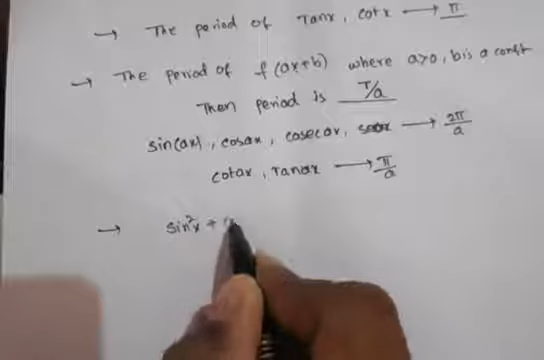 → The period of Tanx, cotx → π
→ The period of f(ax+b) where a>0, b is a const
Then period is T/a
sin(ax), cosax, cosecax, → 2π/a
cotax, Tanax → π/a
→ sin²x +